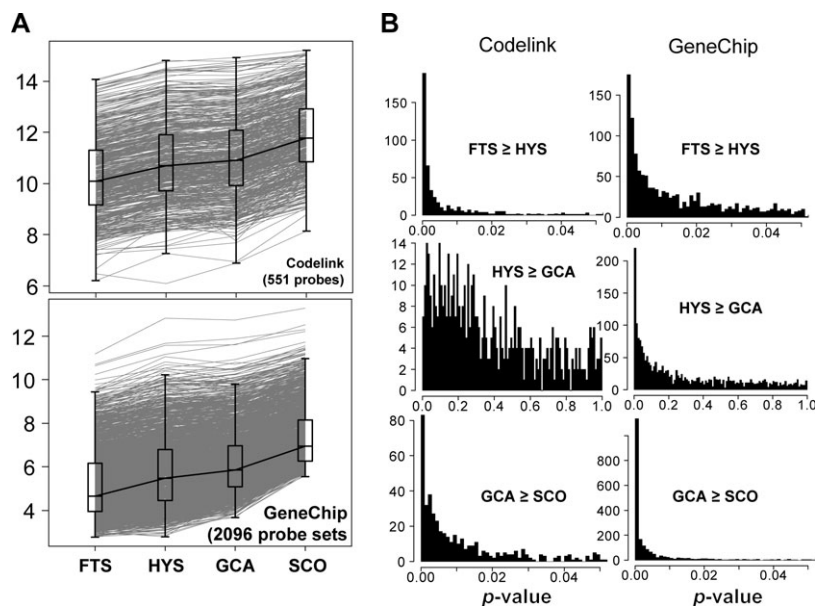 A
14
12
10
8
6
Codelink
(551 probes)
12
10
8
6
4
GeneChip
(2096 probe sets
FTS HYS GCA SCO
B
Codelink GeneChip
150
100
50
0
FTS ≥ HYS
0.00 0.02 0.04
150
100
50
0
FTS ≥ HYS
0.00 0.02 0.04
14
12
10
8
6
4
2
0
HYS ≥ GCA
0.0 0.2 0.4 0.6 0.8 1.0
200
150
100
50
0
HYS ≥ GCA
0.0 0.2 0.4 0.6 0.8 1.0
80
60
40
20
0
GCA ≥ SCO
0.00 0.02 0.04
p-value
1000
800
600
400
200
0
GCA ≥ SCO
0.00 0.02 0.04
p-value